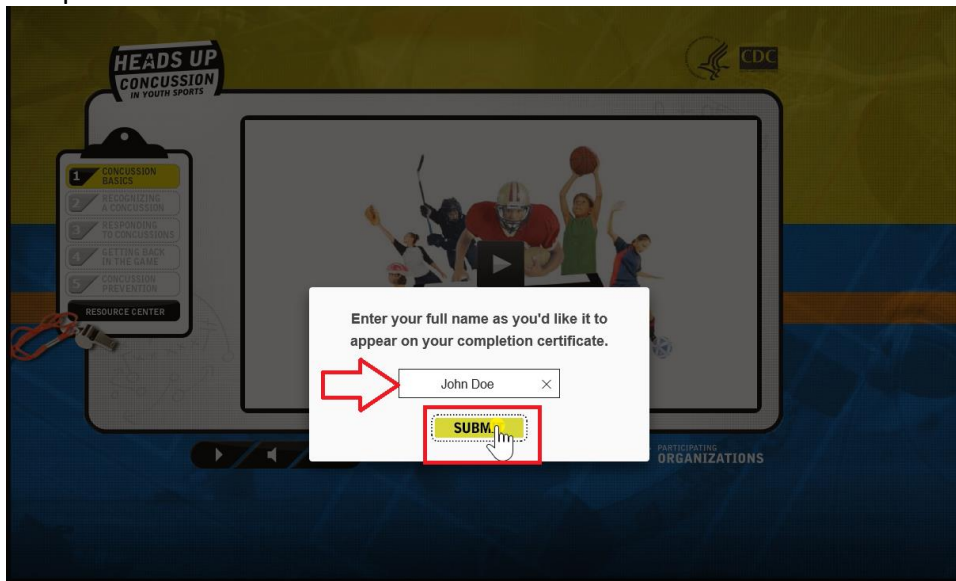 HEADS UP
CONCUSSION
IN YOUTH SPORTS
CDC
1 CONCUSSION
BASICS
2 RECOGNIZING
A CONCUSSION
3 RESPONDING
TO CONCUSSIONS
4 GETTING BACK
IN THE GAME
5 CONCUSSION
PREVENTION
RESOURCE CENTER
Enter your full name as you'd like it to
appear on your completion certificate.
John Doe
SUBM
PARTICIPATING
ORGANIZATIONS